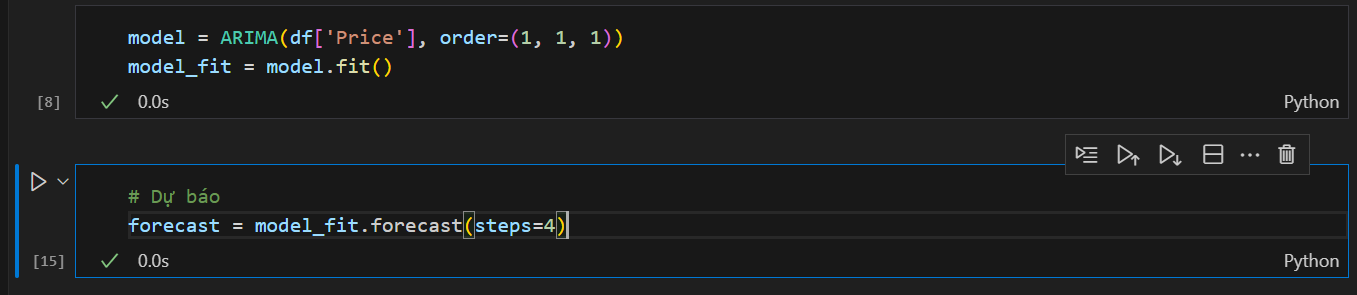 model = ARIMA(df['Price'], order=(1, 1, 1))
model_fit = model.fit()
[8]
0.0s
Python
# Dự báo
forecast = model_fit.forecast(steps=4)
[15]
0.0s
Python